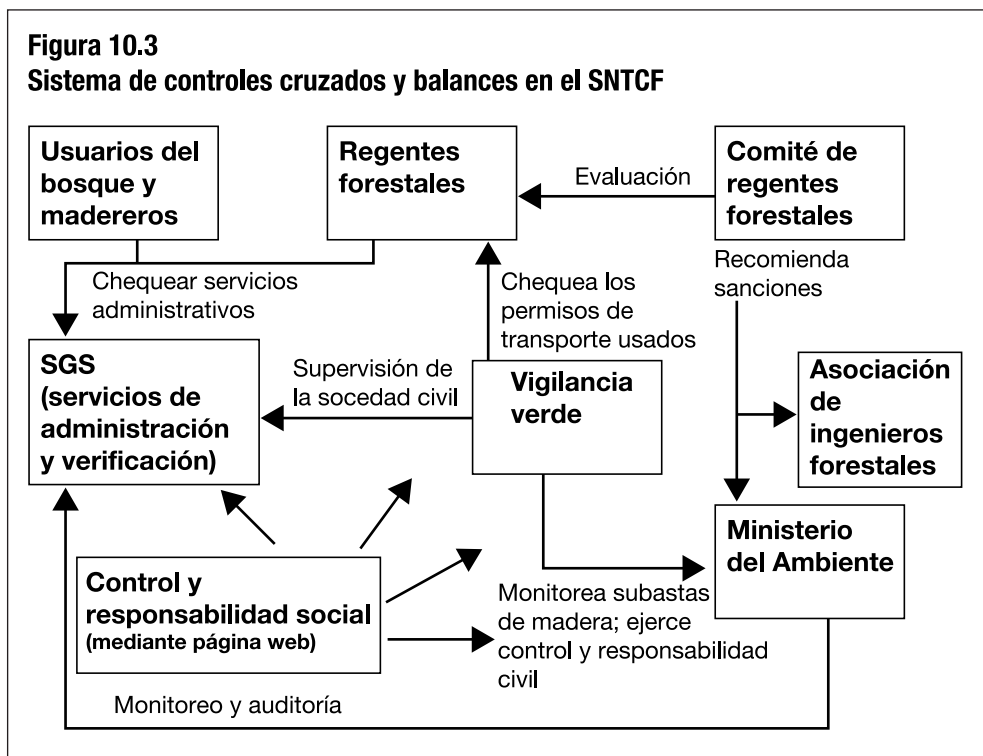 Figura 10.3
Sistema de controles cruzados y balances en el SNTCF
Usuarios del
bosque y
madereros
Regentes
forestales
Evaluación
Comité de
regentes
forestales
Chequear servicios
administrativos
Chequea los
permisos de
transporte usados
Recomienda
sanciones
SGS
(servicios de
administración
y verificación)
Supervisión de
la socedad civil
Vigilancia
verde
Asociación
de
ingenieros
forestales
Ministerio
del Ambiente
Control y
responsabilidad social
(mediante página web)
Monitorea subastas
de madera; ejerce
control y responsabilidad
civil
Monitoreo y auditoría